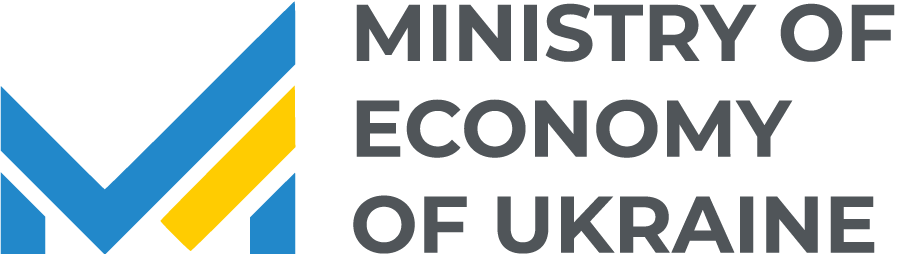 MINISTRY OF
ECONOMY
OF UKRAINE